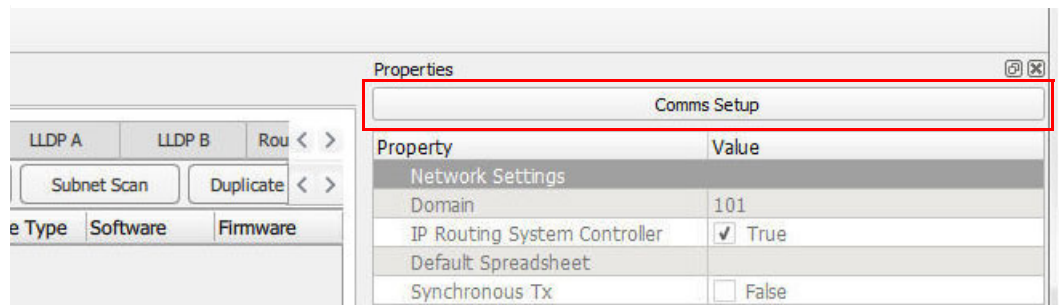 Properties
Comms Setup
LLDP A LLDP B Rou
Subnet Scan Duplicate
e Type Software Firmware
Property Value
Network Settings
Domain 101
IP Routing System Controller True
Default Spreadsheet
Synchronous Tx False